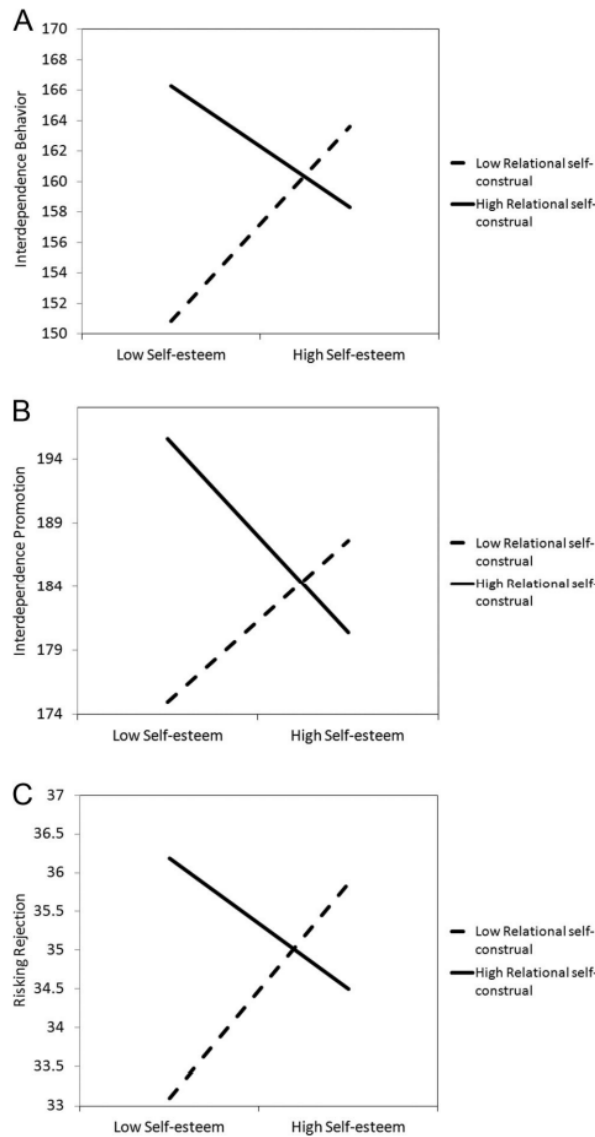 A
170
168
166
164
162
160
158
156
154
152
150
Interdependence Behavior
Low Self-esteem High Self-esteem
Low Relational self-
construal
High Relational self-
construal
B
194
189
184
179
174
Interdependence Promotion
Low Self-esteem High Self-esteem
Low Relational self-
construal
High Relational self-
construal
C
37
36.5
36
35.5
35
34.5
34
33.5
33
Risking Rejection
Low Self-esteem High Self-esteem
Low Relational self-
construal
High Relational self-
construal